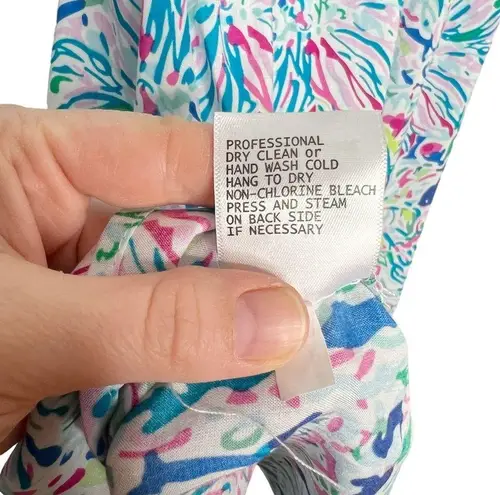 PROFESSIONAL
DRY CLEAN or
HAND WASH COLD
HANG TO DRY
NON-CHLORINE BLEACH
PRESS AND STEAM
ON BACK SIDE
IF NECESSARY